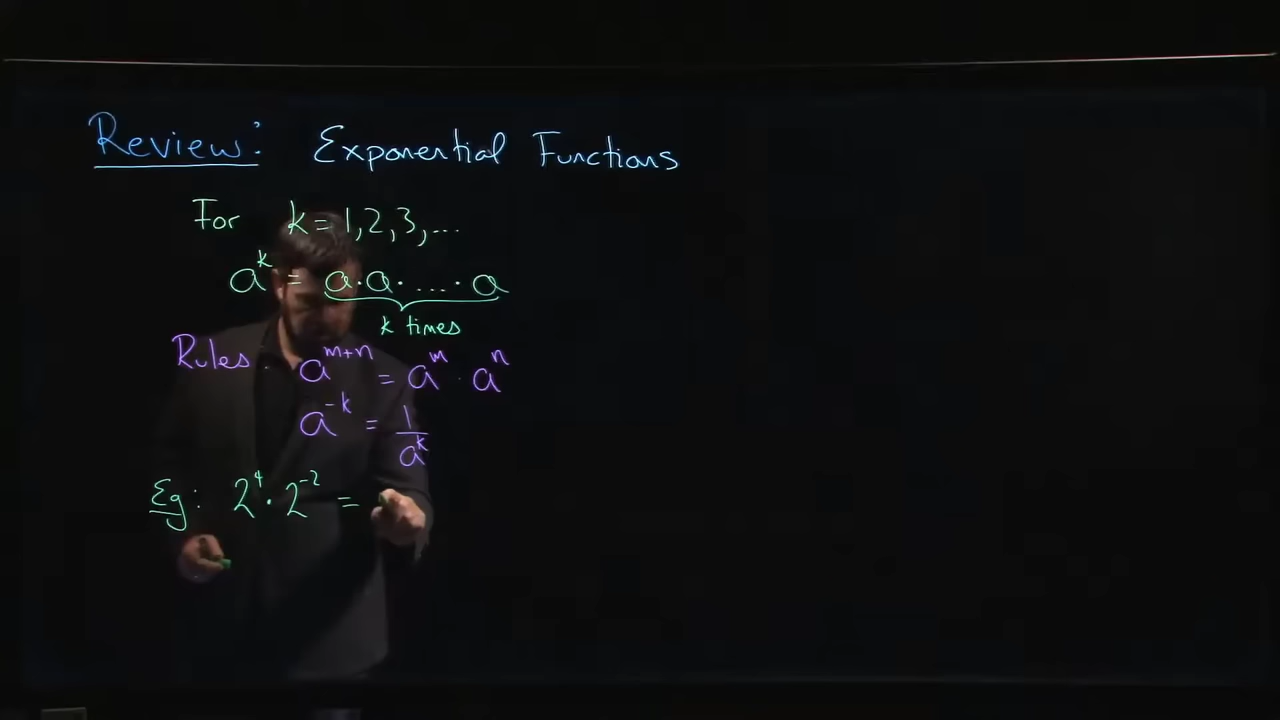 Review: Exponential Functions
For k = 1, 2, 3, ...
a^k = a · a · .... · a
k times
Rules. a^{m+n} = a^m · a^n
a^{-k} = 1/a^k
Eg: 2^4 · 2^{-2} =